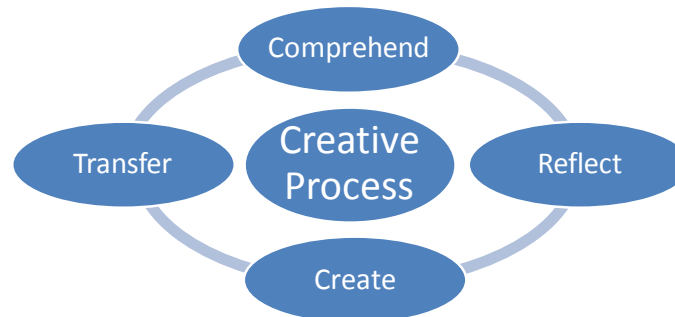 Comprehend
Transfer
Creative
Process
Reflect
Create